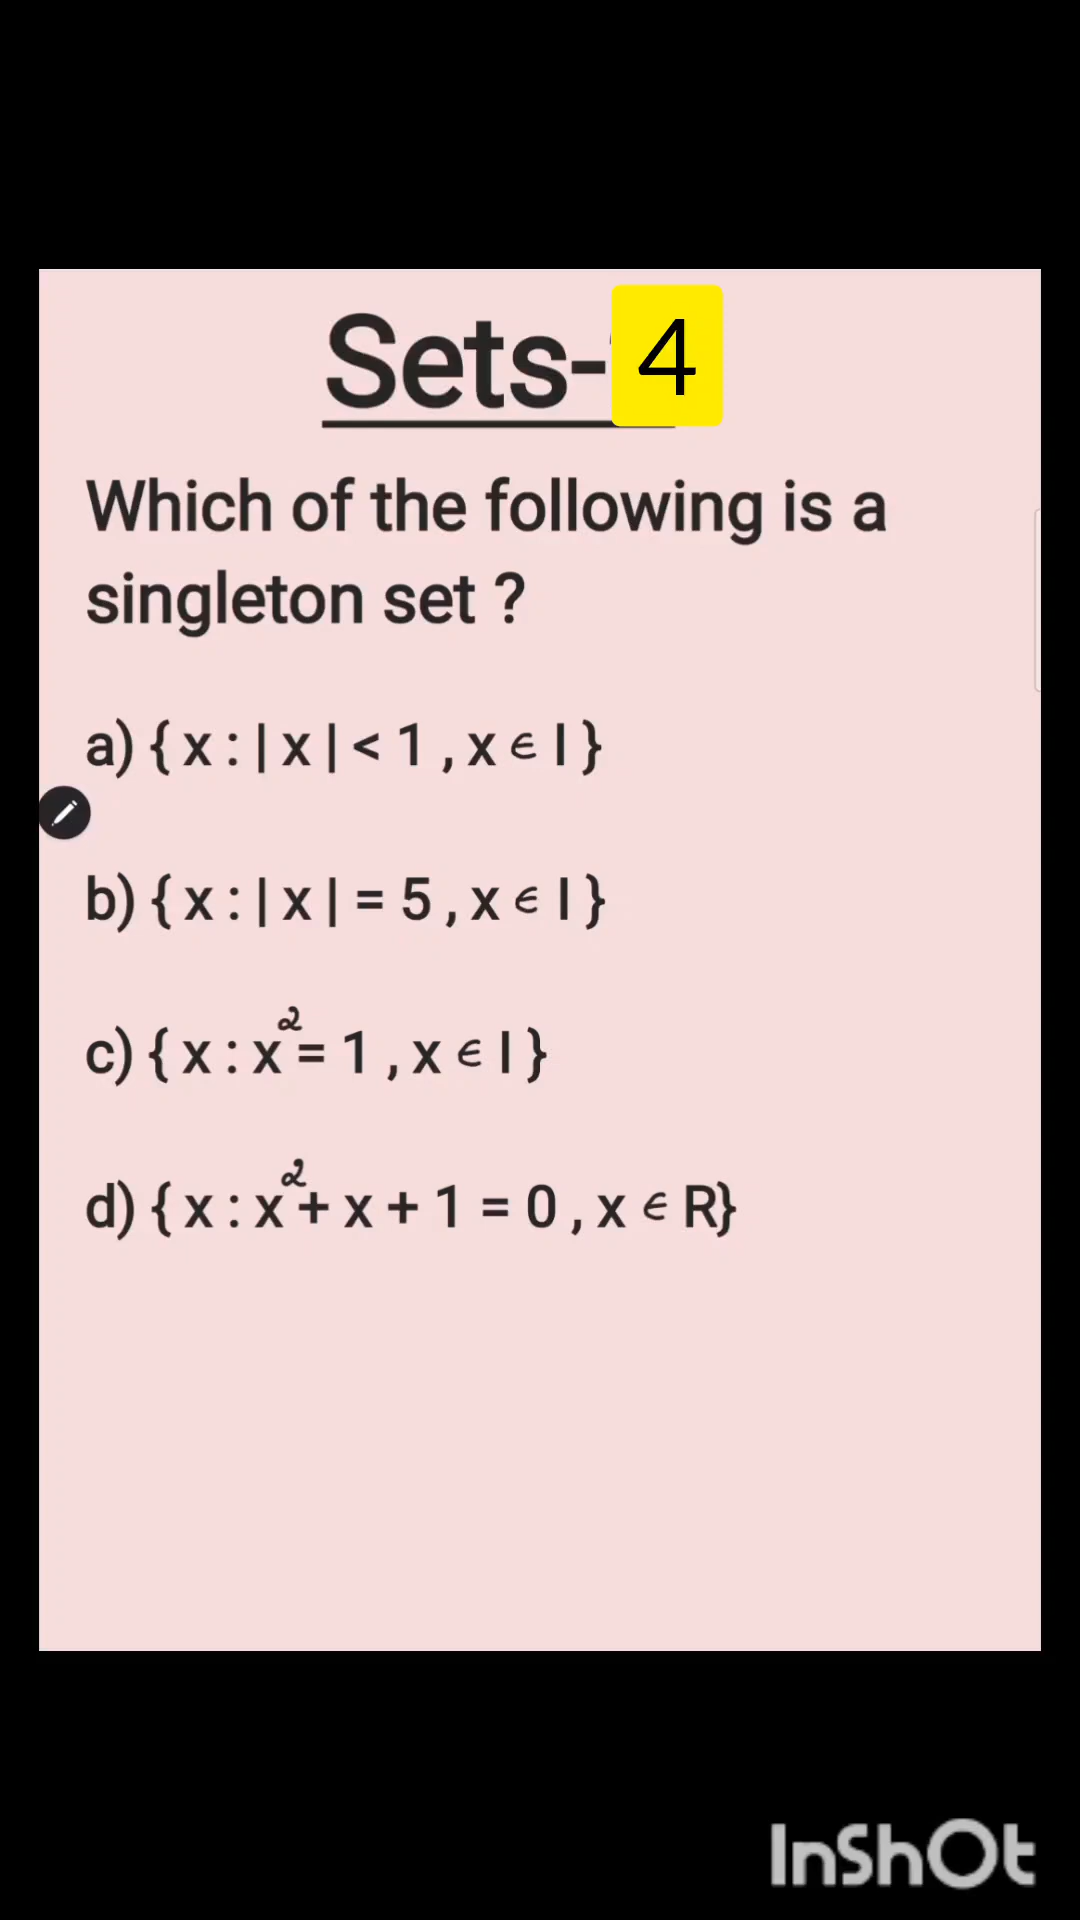 Sets-4
Which of the following is a
singleton set ?
a) { x : | x | < 1 , x ϵ I }
b) { x : | x | = 5 , x ϵ I }
c) { x : x² = 1 , x ϵ I }
d) { x : x² + x + 1 = 0 , x ϵ R}
InShOt